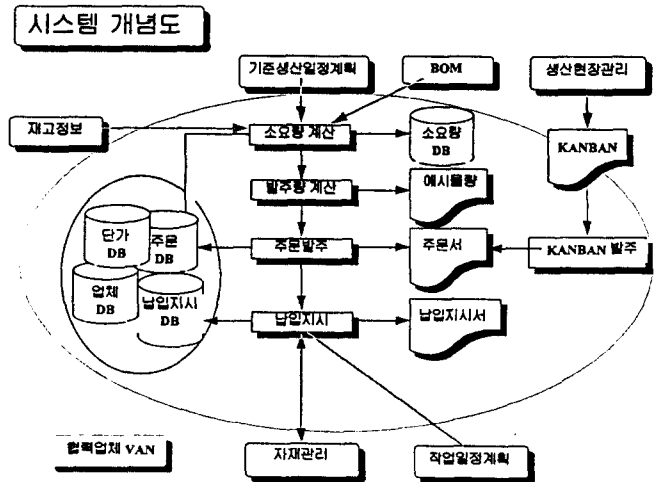 시스템 개념도
기준생산일정계획
BOM
생산현장관리
재고정보
소요량 계산
소요량
DB
KANBAN
발주량 계산
예시물량
단가
DB
주문
DB
주문발주
주문서
KANBAN 발주
업체
DB
납입지시
DB
납입지시
납입지시서
협력업체 VAN
자재관리
작업일정계획